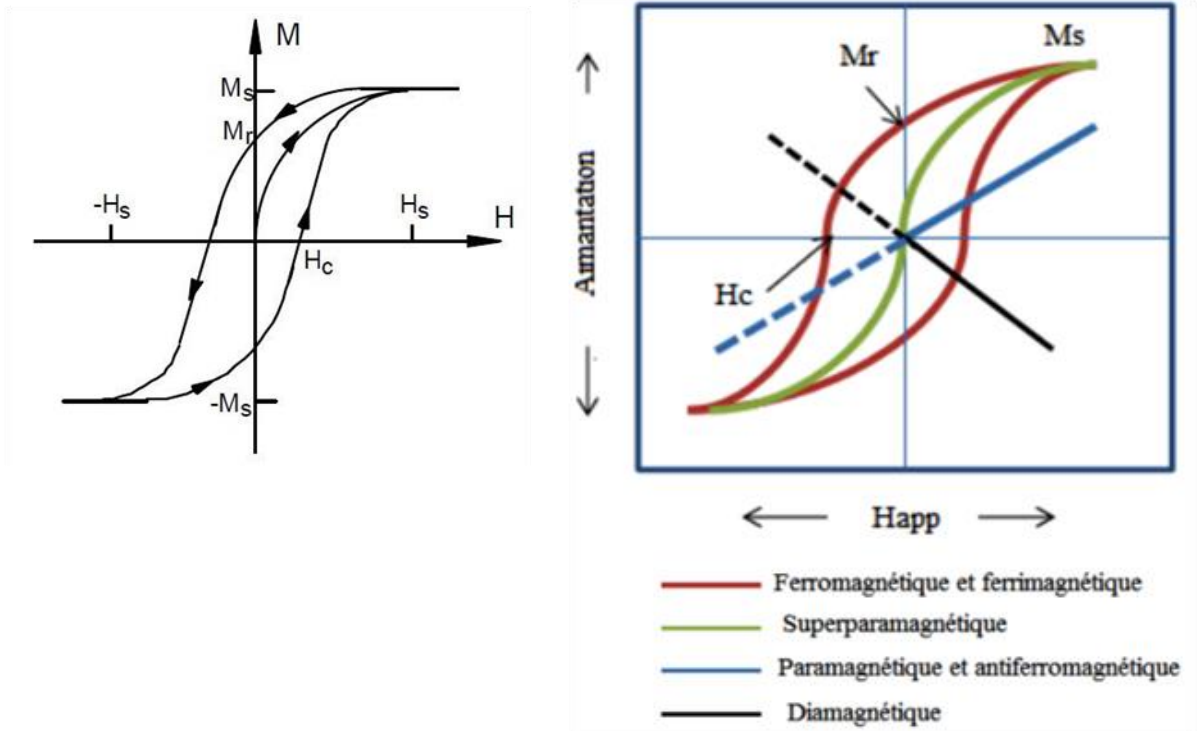 M
Ms
Mr
-Hs
Hs
H
Hc
-Ms
Aimantation
Mr
Ms
Hc
Happ
Ferromagnétique et ferrimagnétique
Superparamagnétique
Paramagnétique et antiferromagnétique
Diamagnétique